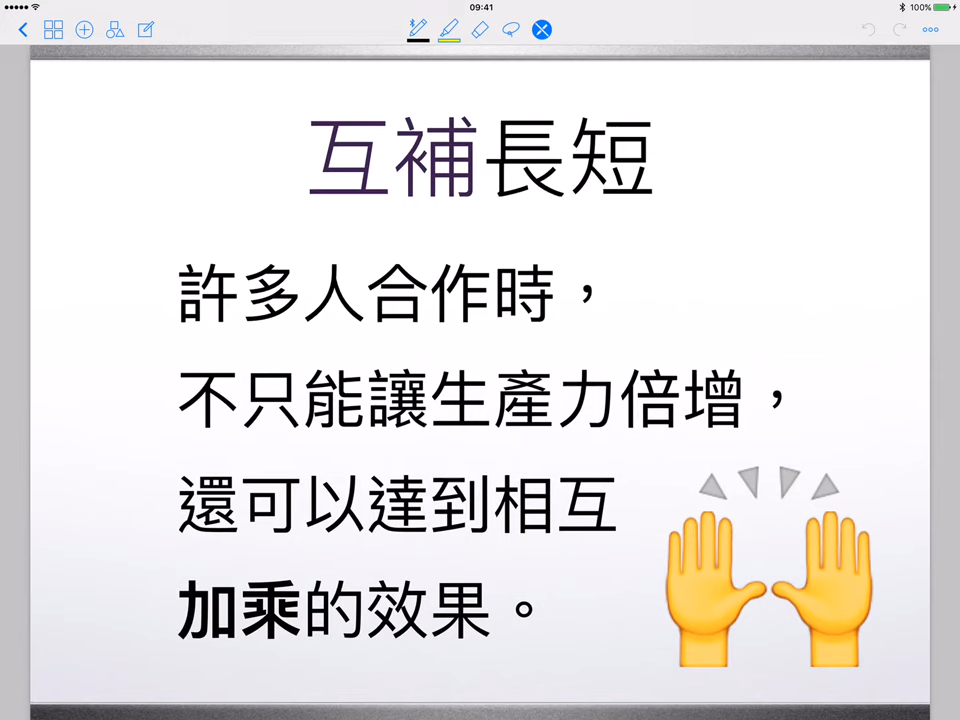 09:41
100%
互補長短
許多人合作時，
不只能讓生產力倍增，
還可以達到相互
加乘的效果。